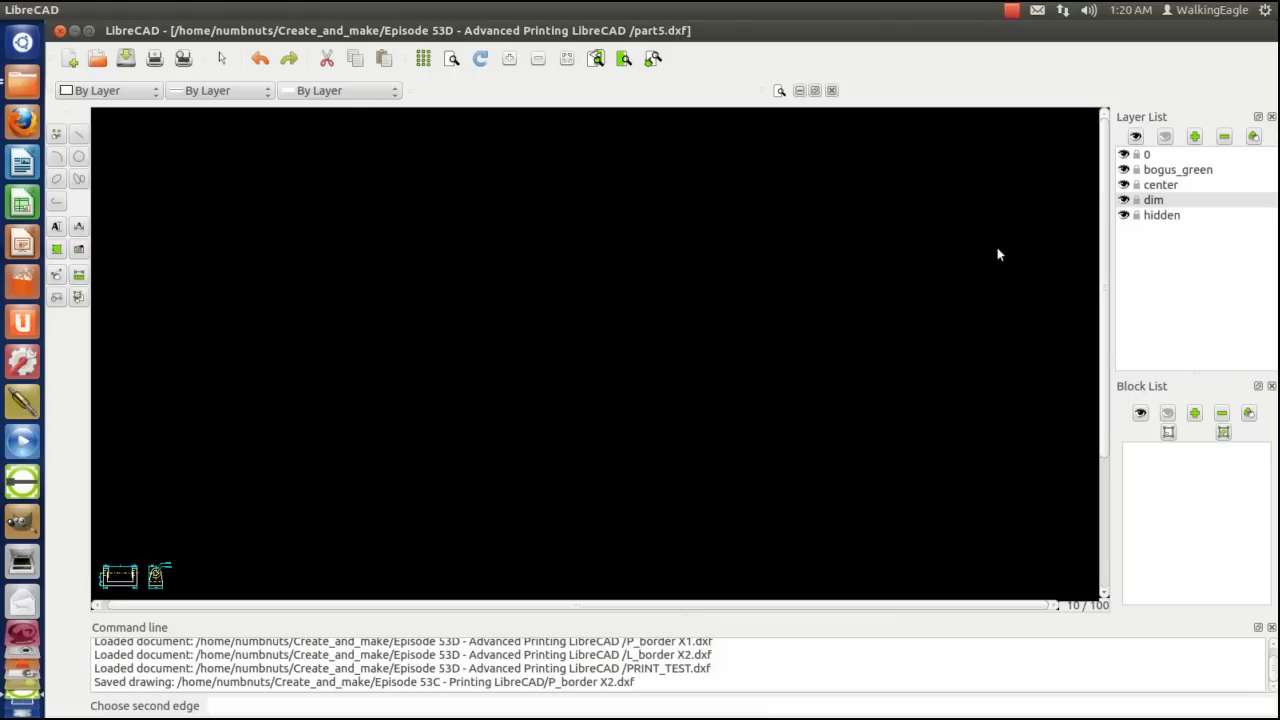 LibreCAD
1:20 AM
WalkingEagle
LibreCAD - [/home/numbnuts/Create_and_make/Episode 53D - Advanced Printing LibreCAD /part5.dxf]
By Layer
By Layer
By Layer
Layer List
0
bogus_green
center
dim
hidden
Block List
10 / 100
Command line
Loaded document: /home/numbnuts/Create_and_make/Episode 53D - Advanced Printing LibreCAD /P_border X1.dxf
Loaded document: /home/numbnuts/Create_and_make/Episode 53D - Advanced Printing LibreCAD /L_border X2.dxf
Loaded document: /home/numbnuts/Create_and_make/Episode 53D - Advanced Printing LibreCAD /PRINT_TEST.dxf
Saved drawing: /home/numbnuts/Create_and_make/Episode 53C - Printing LibreCAD/P_border X2.dxf
Choose second edge